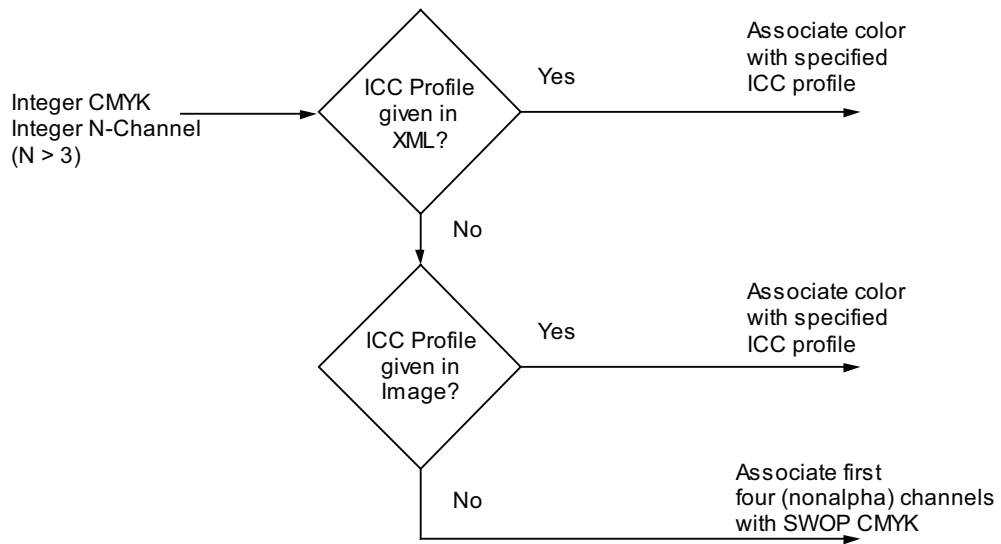 Integer CMYK
Integer N-Channel
(N > 3)
ICC Profile
given in
XML?
Yes
Associate color
with specified
ICC profile
No
ICC Profile
given in
Image?
Yes
Associate color
with specified
ICC profile
No
Associate first
four (nonalpha) channels
with SWOP CMYK